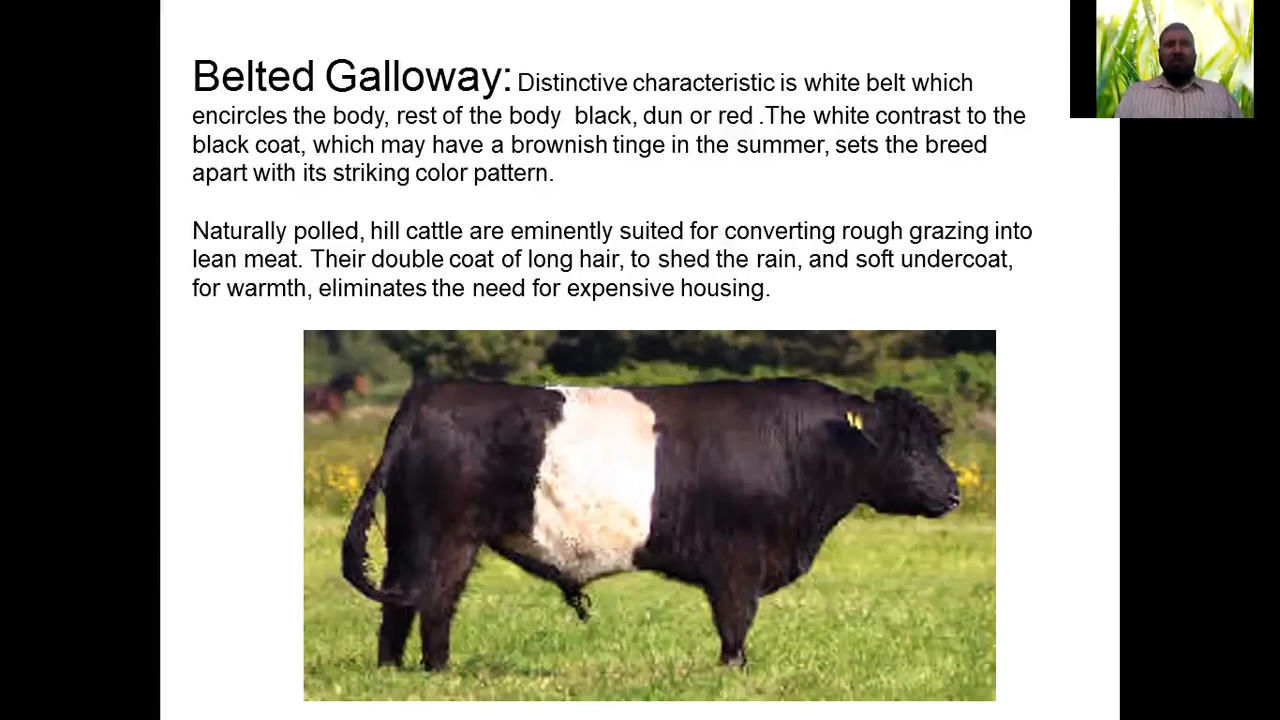 Belted Galloway: Distinctive characteristic is white belt which
encircles the body, rest of the body  black, dun or red .The white contrast to the
black coat, which may have a brownish tinge in the summer, sets the breed
apart with its striking color pattern.
Naturally polled, hill cattle are eminently suited for converting rough grazing into
lean meat. Their double coat of long hair, to shed the rain, and soft undercoat,
for warmth, eliminates the need for expensive housing.